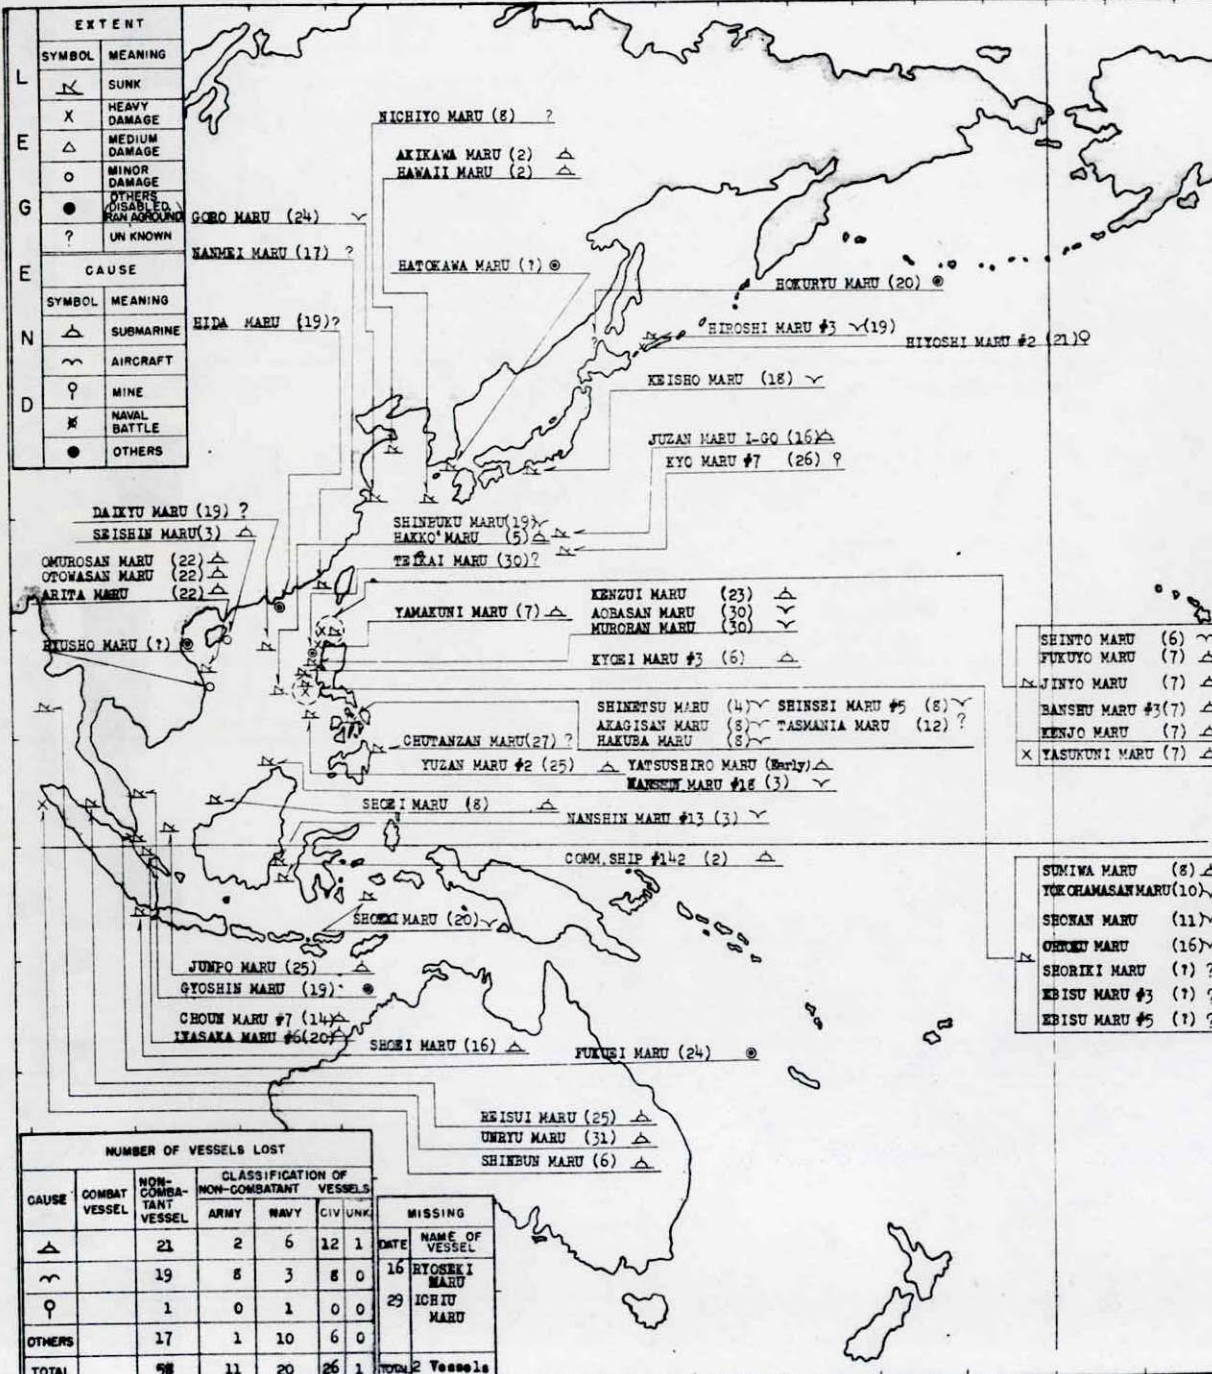 LEGEND
EXTENT
SYMBOL MEANING
SUNK
X HEAVY DAMAGE
△ MEDIUM DAMAGE
○ MINOR DAMAGE
● OTHERS (DISABLED, RAN AGROUND)
? UN KNOWN
CAUSE
SYMBOL MEANING
SUBMARINE
AIRCRAFT
MINE
NAVAL BATTLE
● OTHERS
NICHIYO MARU (8) ?
AKIKAWA MARU (2)
HAWAII MARU (2)
GORO MARU (24)
NANMEI MARU (17) ?
HATOKAWA MARU (?)
HOKURYU MARU (20)
HIDA MARU (19)?
HIROSHI MARU #3 (19)
HIYOSHI MARU #2 (21)
KEISHO MARU (18)
JUZAN MARU I-GO (16)
KYO MARU #7 (26) ?
DAIKYU MARU (19) ?
SEISHIN MARU(3)
SHINFUKU MARU(19)
HAKKO MARU (5)
TEIKAI MARU (30)?
OMUROSAN MARU (22)
OTOWASAN MARU (22)
ARITA MARU (22)
RYUSHO MARU (?)
YAMAKUNI MARU (7)
KENZUI MARU (23)
AOBASAN MARU (30)
MURORAN MARU (30)
KYOEI MARU #3 (6)
SHINTO MARU (6)
FUKUYO MARU (7)
JINYO MARU (7)
BANSHU MARU #3(7)
KENJO MARU (7)
X YASUKUNI MARU (7)
SHINETSU MARU (4) SHINSEI MARU #5 (8)
AKAGISAN MARU (8) TASMANIA MARU (12) ?
HAKUBA MARU (8)
CHUTANZAN MARU(27) ?
YUZAN MARU #2 (25) YATSUSHIRO MARU (Early)
MARU #18 (3)
SHOEI MARU (8)
NANSHIN MARU #13 (3)
COMM. SHIP #142 (2)
SUMIWA MARU (8)
YOKOHAMASAN MARU(10)
SHONAN MARU (11)
MARU (16)
SHORIKI MARU (?) ?
EBISU MARU #3 (?) ?
EBISU MARU #5 (?) ?
MARU (20)
JUNPO MARU (25)
GYOSHIN MARU (19)
CHOUN MARU #7 (14)
IYASAKA MARU #6(20)
SHOEI MARU (16)
FUKUEI MARU (24)
REISUI MARU (25)
UNRYU MARU (31)
SHINBUN MARU (6)
NUMBER OF VESSELS LOST
CAUSE COMBAT VESSEL NON-COMBA-TANT VESSEL CLASSIFICATION OF NON-COMBATANT VESSELS
ARMY NAVY CIV UNK
21 2 6 12 1
19 8 3 8 0
1 0 1 0 0
OTHERS 17 1 10 6 0
TOTAL 58 11 20 26 1
MISSING
DATE NAME OF VESSEL
16 RYOSEKI MARU
29 ICHIU MARU
TOTAL 2 Vessels